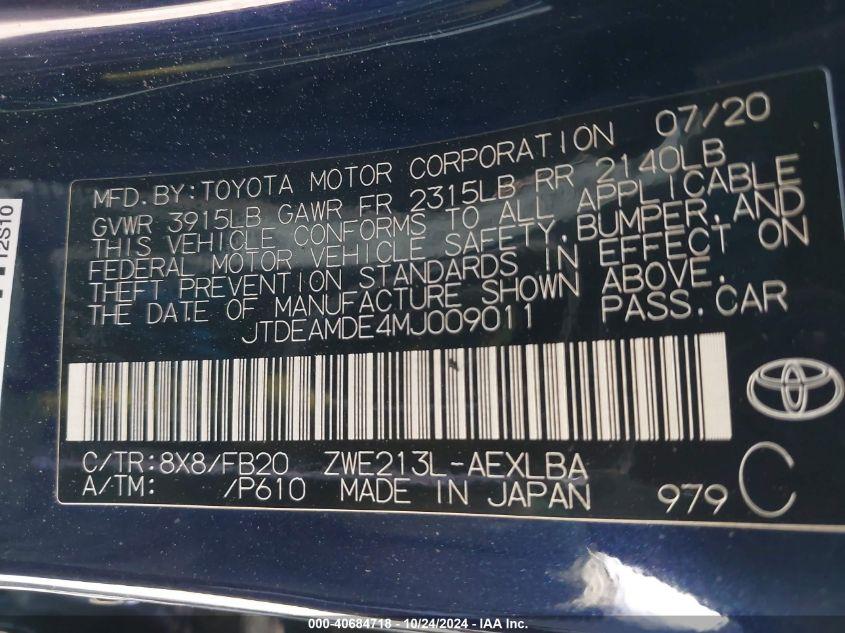 MFD.BY:TOYOTA MOTOR CORPORATION 07/20
GVWR 3915LB GAWR FR 2315LB RR 2140LB
THIS VEHICLE CONFORMS TO ALL APPLICABLE
FEDERAL MOTOR VEHICLE SAFETY, BUMPER, AND
THEFT PREVENTION STANDARDS IN EFFECT ON
THE DATE OF MANUFACTURE SHOWN ABOVE.
JTDEAMDE4MJ009011 PASS.CAR
C/TR:8X8/FB20 ZWE213L-AEXLBA
A/TM: /P610 MADE IN JAPAN 979 C
12S10
000-40684718 - 10/24/2024 - IAA Inc.